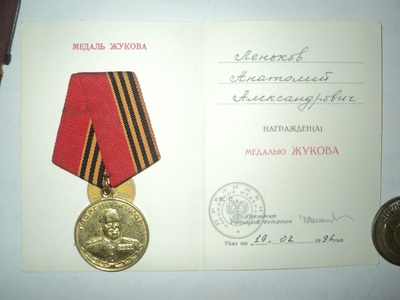 МЕДАЛЬ ЖУКОВА
Леньков
Анатолий
Александрович
НАГРАЖДЕН(А)
МЕДАЛЬЮ ЖУКОВА
М. П.
Президент
Российской Федерации
Указ от 19. 02 1996 года